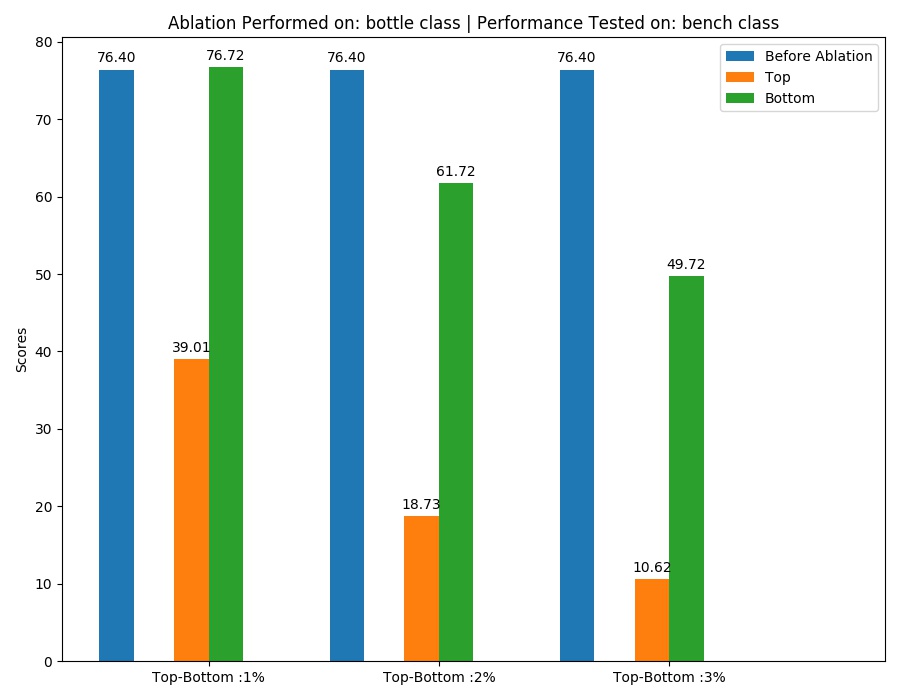 Ablation Performed on: bottle class | Performance Tested on: bench class
Before Ablation
Top
Bottom
Scores
80
70
60
50
40
30
20
10
0
76.40
39.01
76.72
76.40
18.73
61.72
76.40
10.62
49.72
Top-Bottom :1%
Top-Bottom :2%
Top-Bottom :3%